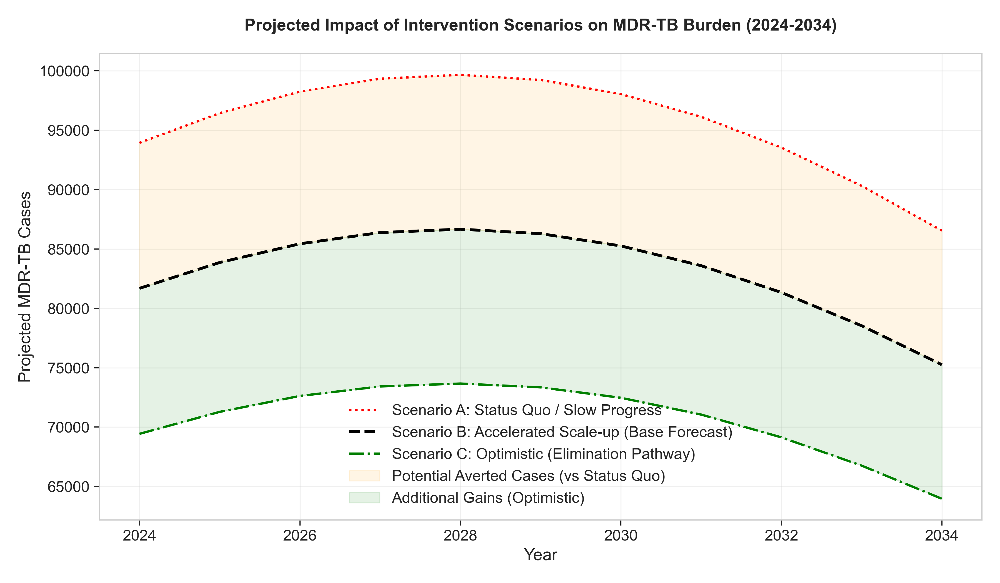 Projected Impact of Intervention Scenarios on MDR-TB Burden (2024-2034)
100000
95000
90000
85000
80000
75000
70000
65000
Projected MDR-TB Cases
Scenario A: Status Quo / Slow Progress
Scenario B: Accelerated Scale-up (Base Forecast)
Scenario C: Optimistic (Elimination Pathway)
Potential Averted Cases (vs Status Quo)
Additional Gains (Optimistic)
2024 2026 2028 2030 2032 2034
Year